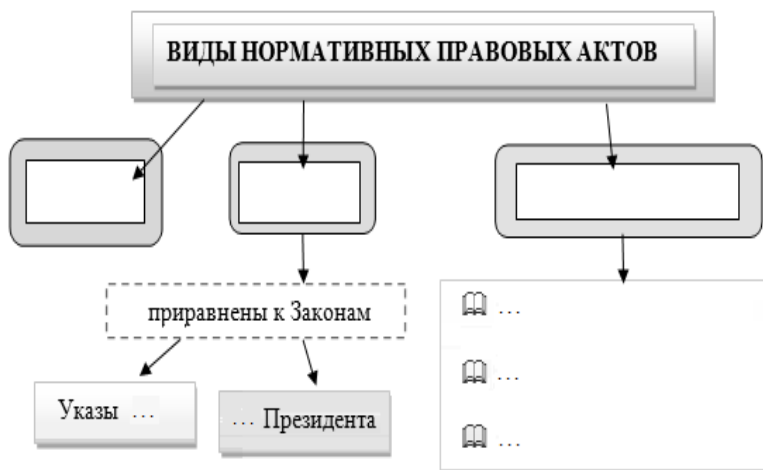 ВИДЫ НОРМАТИВНЫХ ПРАВОВЫХ АКТОВ
приравнены к Законам
Указы ...
... Президента
...
...
...